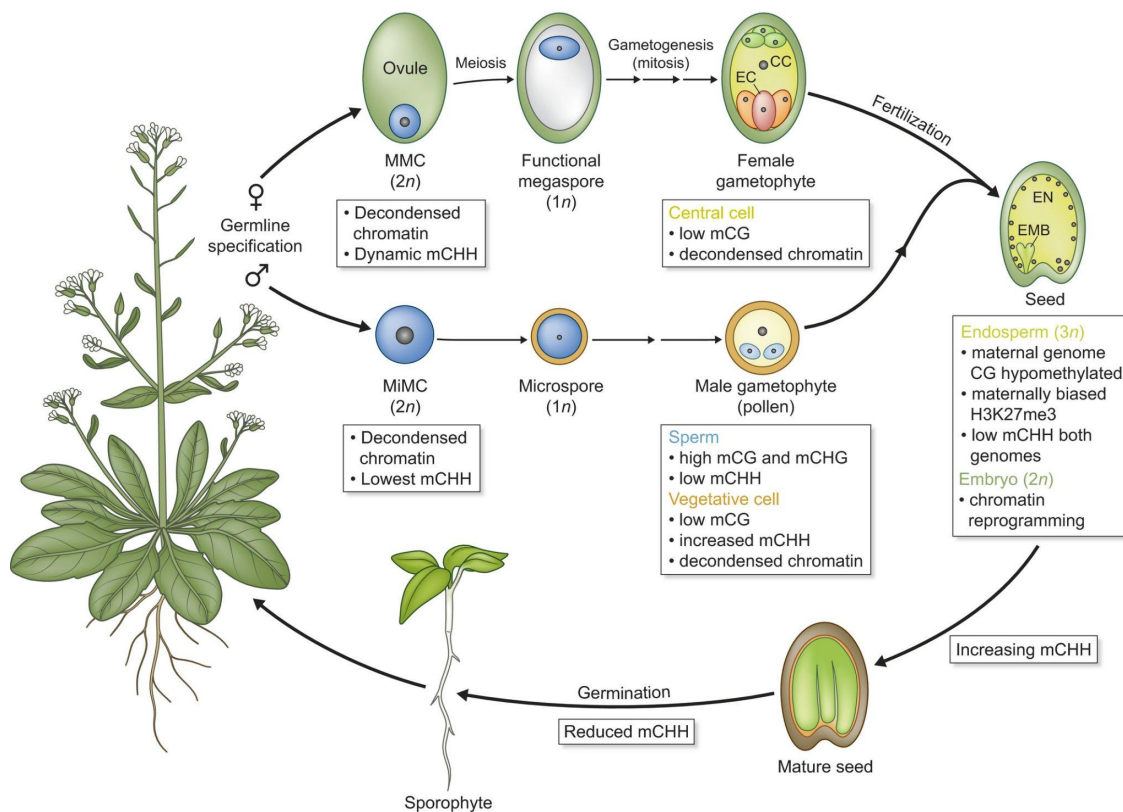 Ovule
MMC
(2n)
• Decondensed
chromatin
• Dynamic mCHH
Meiosis
Functional
megaspore
(1n)
Gametogenesis
(mitosis)
CC
EC
Female
gametophyte
Central cell
• low mCG
• decondensed chromatin
Fertilization
♀
Germline
specification
♂
MiMC
(2n)
• Decondensed
chromatin
• Lowest mCHH
Microspore
(1n)
Male gametophyte
(pollen)
Sperm
• high mCG and mCHG
• low mCHH
Vegetative cell
• low mCG
• increased mCHH
• decondensed chromatin
EN
EMB
Seed
Endosperm (3n)
• maternal genome
CG hypomethylated
• maternally biased
H3K27me3
• low mCHH both
genomes
Embryo (2n)
• chromatin
reprogramming
Increasing mCHH
Mature seed
Germination
Reduced mCHH
Sporophyte